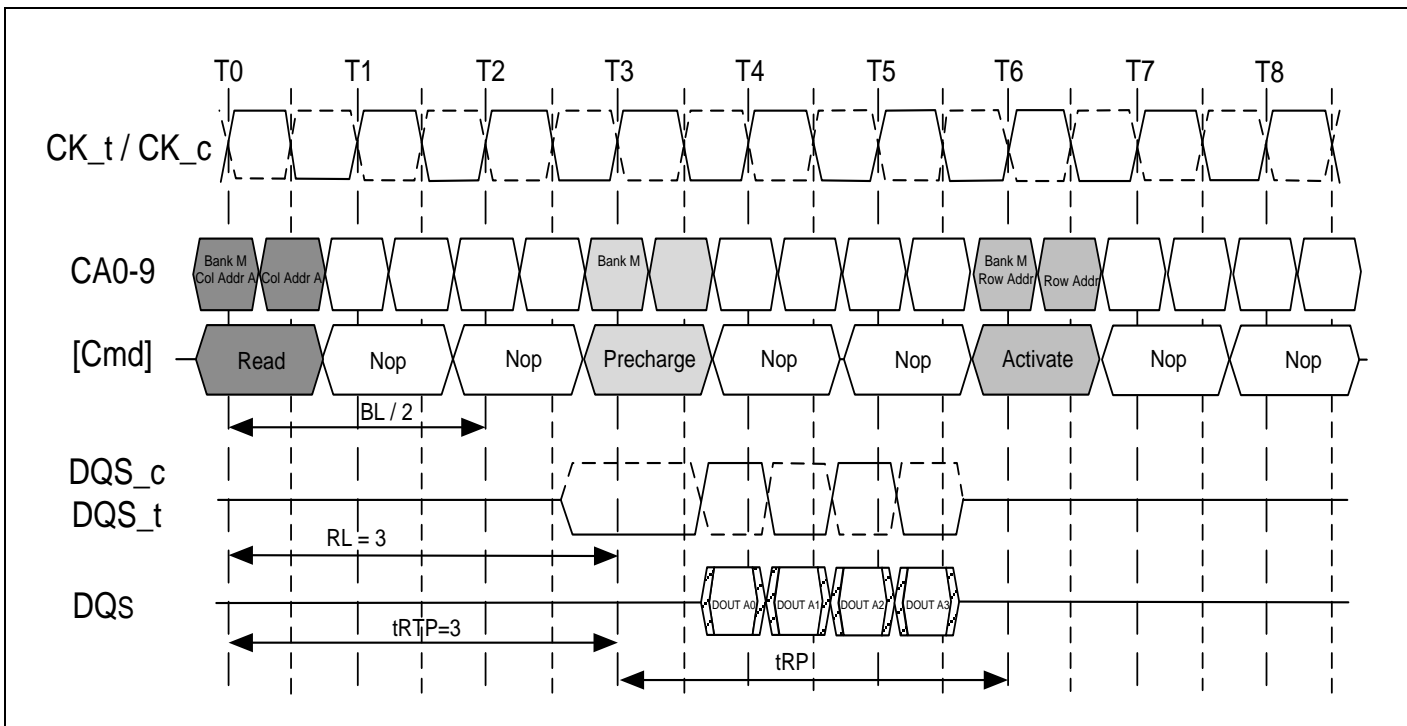 T0 T1 T2 T3 T4 T5 T6 T7 T8
CK_t / CK_c
CA0-9
Bank M
Col Addr A
Col Addr A
Bank M
Bank M
Row Addr
Row Addr
[Cmd]
Read Nop Nop Precharge Nop Nop Activate Nop Nop
BL / 2
DQS_c
DQS_t
RL = 3
DQs
DOUT A0 DOUT A1 DOUT A2 DOUT A3
tRTP=3
tRP